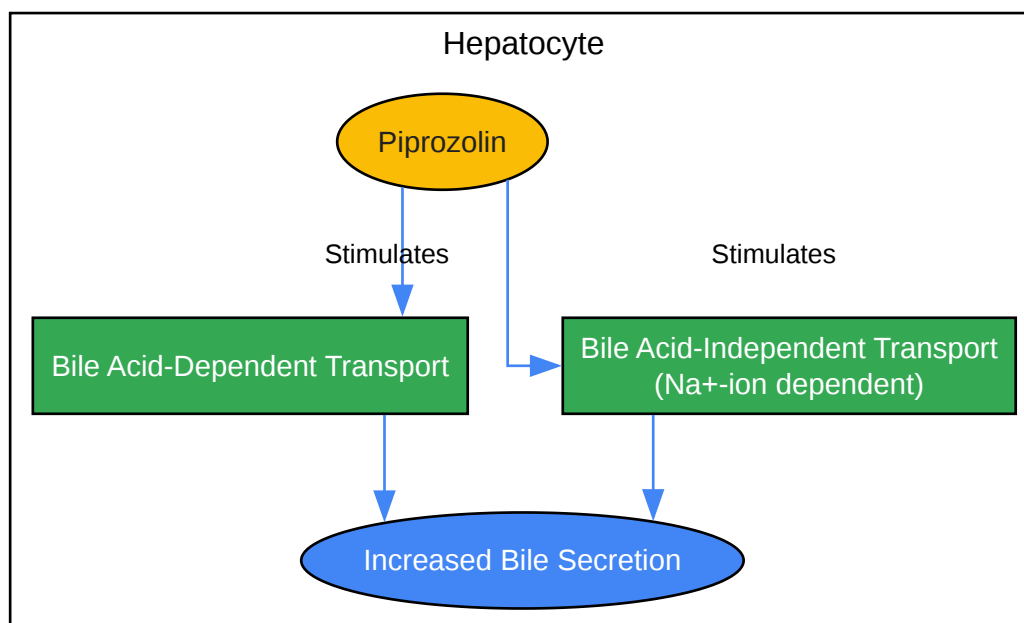 Hepatocyte
Piprozolin
Stimulates
Stimulates
Bile Acid-Dependent Transport
Bile Acid-Independent Transport
(Na+-ion dependent)
Increased Bile Secretion